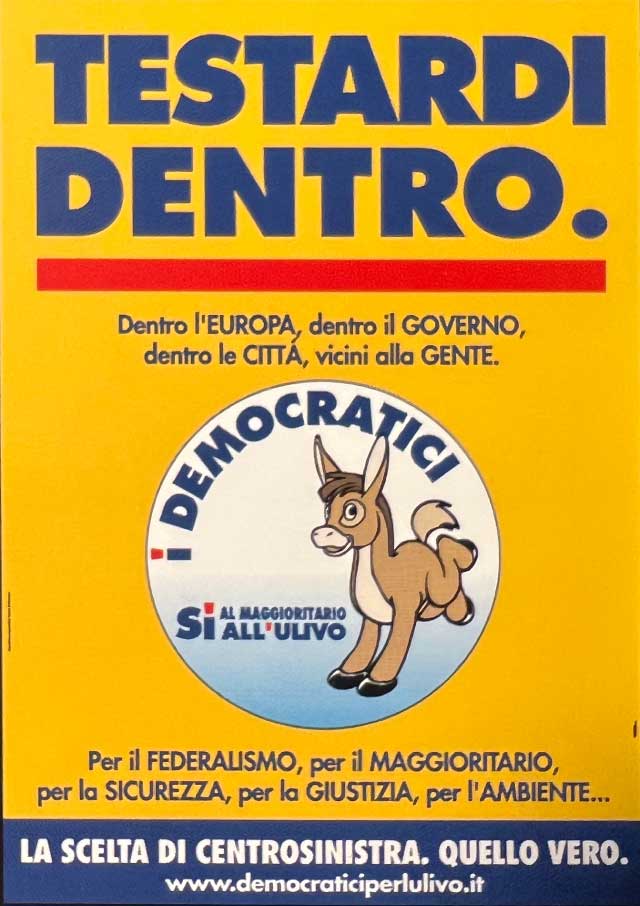 TESTARDI
DENTRO.
Dentro l'EUROPA, dentro il GOVERNO,
dentro le CITTÀ, vicini alla GENTE.
i DEMOCRATICI
Sì AL MAGGIORITARIO
ALL'ULIVO
Per il FEDERALISMO, per il MAGGIORITARIO,
per la SICUREZZA, per la GIUSTIZIA, per l'AMBIENTE...
LA SCELTA DI CENTROSINISTRA. QUELLO VERO.
www.democraticiperlulivo.it